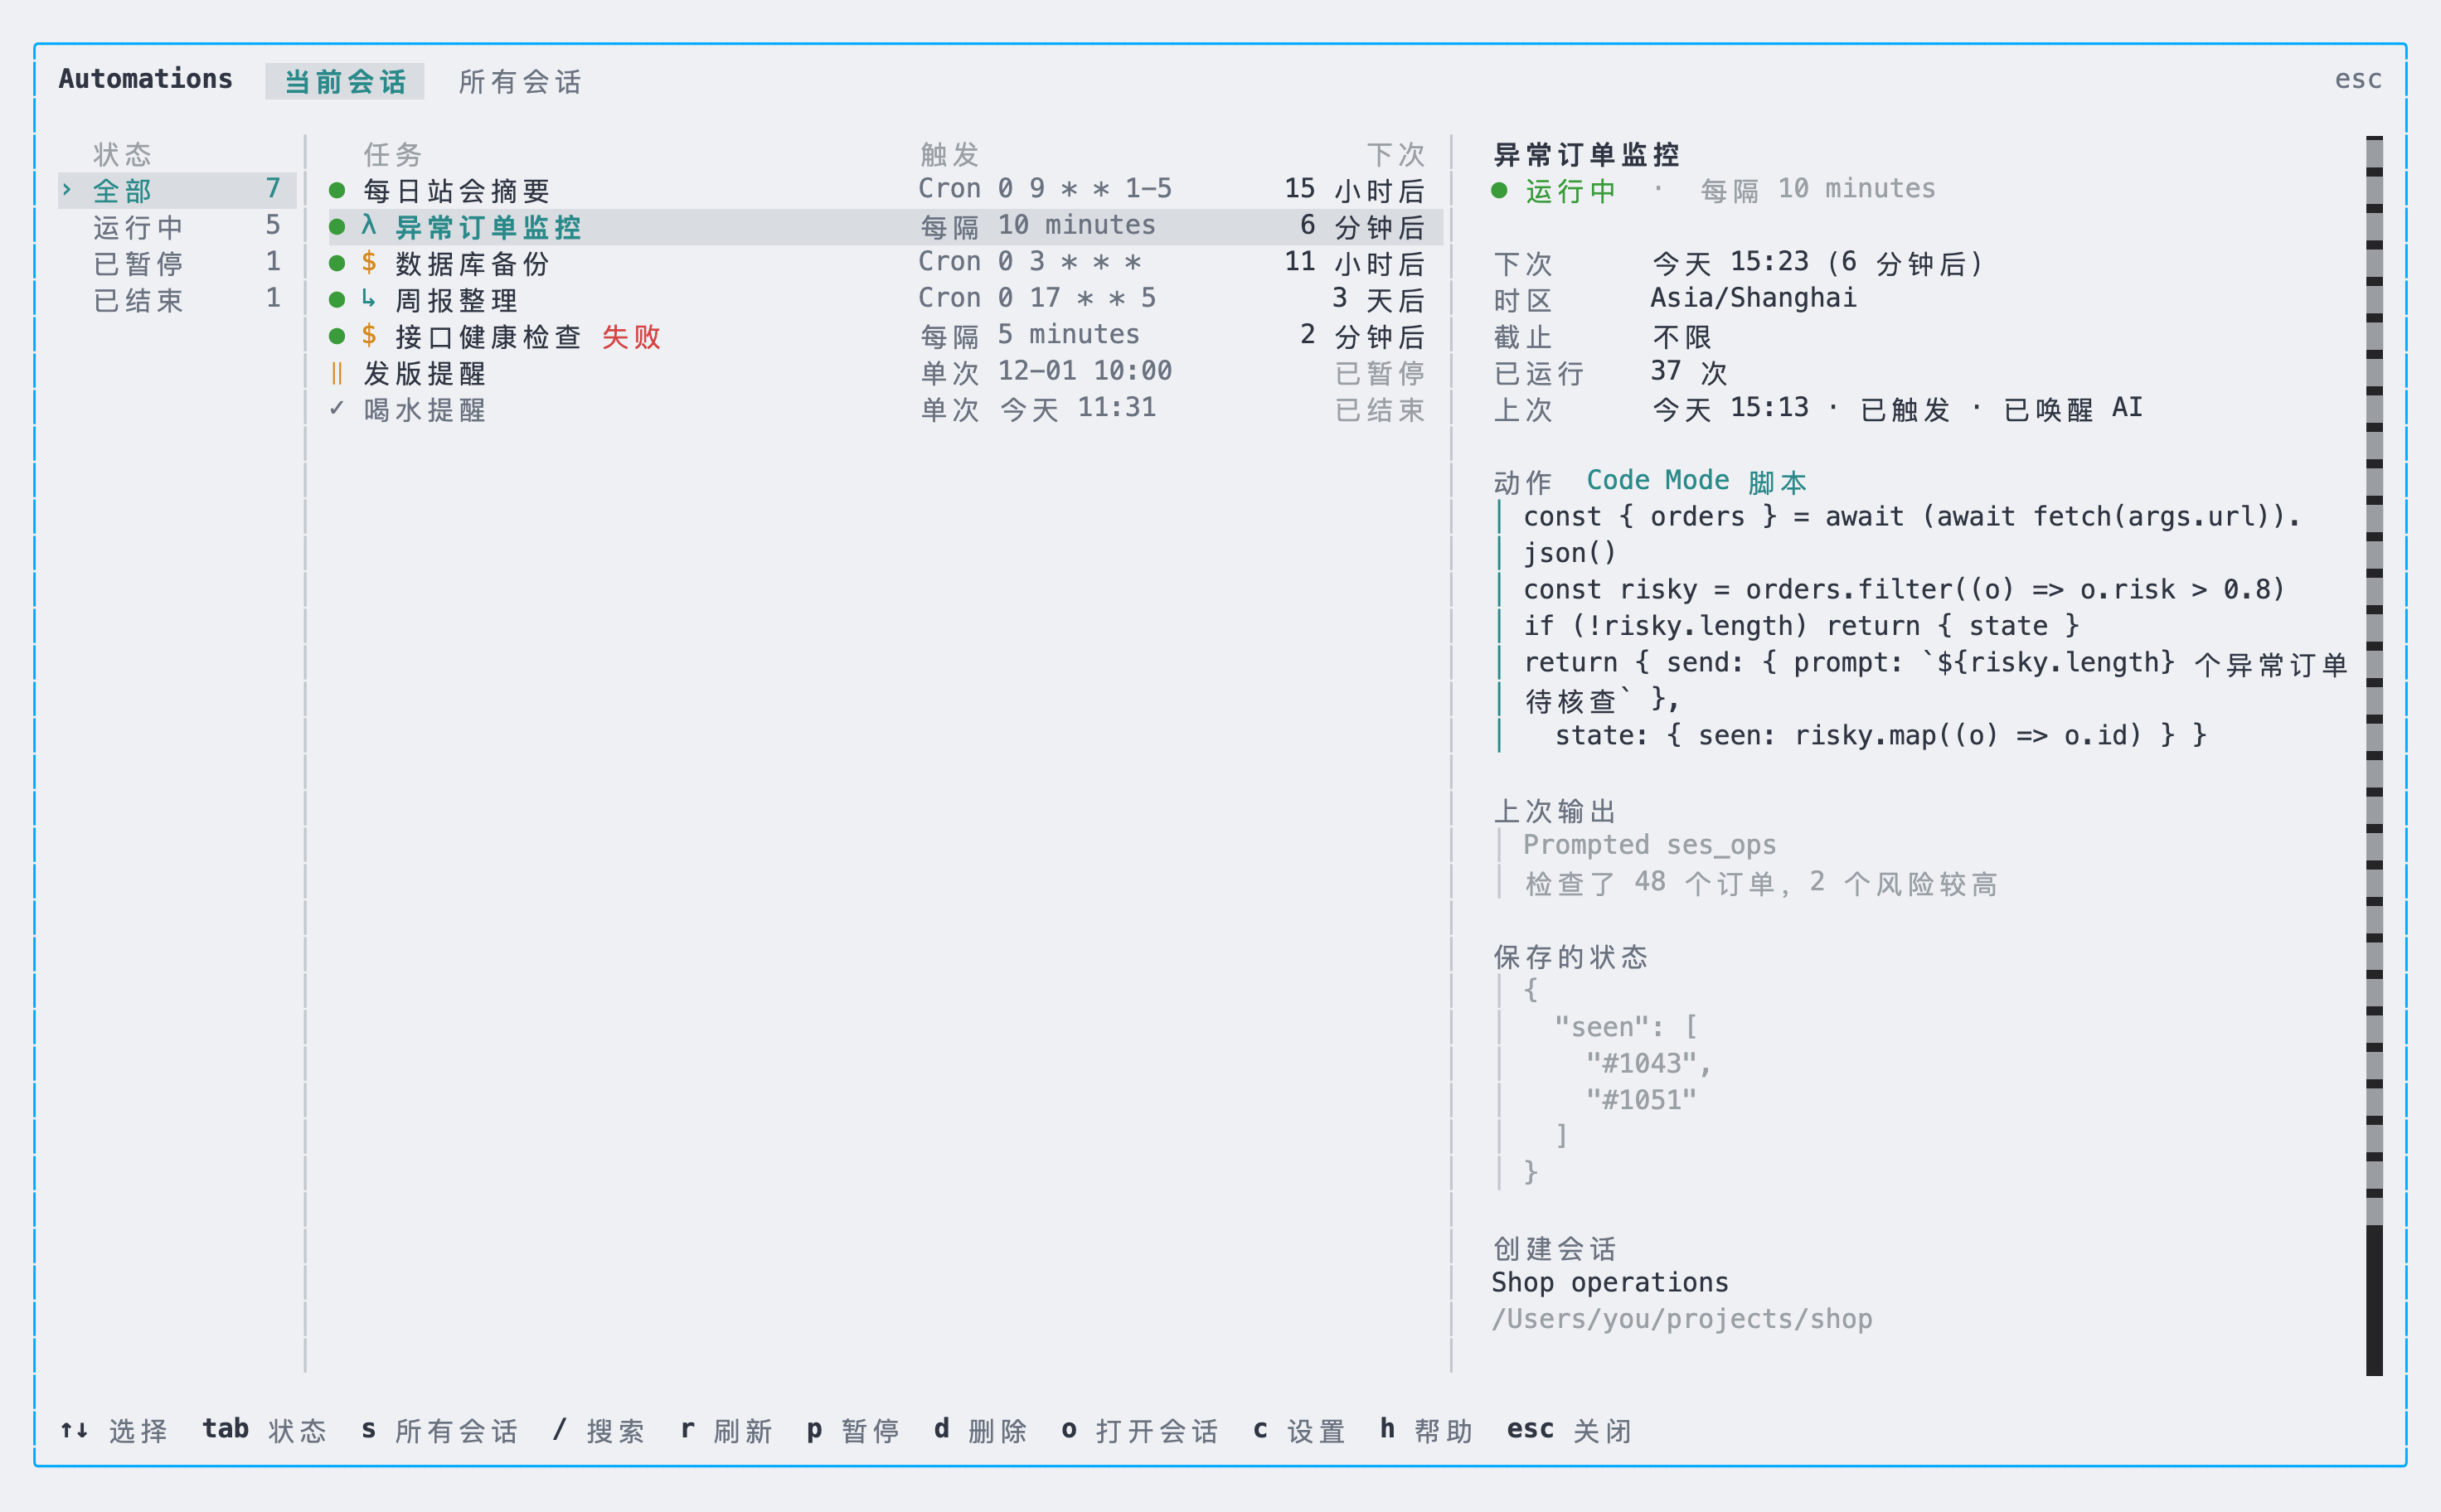 Automations 当前会话 所有会话 esc
状态
› 全部 7
运行中 5
已暂停 1
已结束 1
任务 触发 下次
● 每日站会摘要 Cron 0 9 * * 1-5 15 小时后
● λ 异常订单监控 每隔 10 minutes 6 分钟后
● $ 数据库备份 Cron 0 3 * * * 11 小时后
● ↳ 周报整理 Cron 0 17 * * 5 3 天后
● $ 接口健康检查 失败 每隔 5 minutes 2 分钟后
‖ 发版提醒 单次 12-01 10:00 已暂停
✓ 喝水提醒 单次 今天 11:31 已结束
异常订单监控
● 运行中 · 每隔 10 minutes
下次 今天 15:23 (6 分钟后)
时区 Asia/Shanghai
截止 不限
已运行 37 次
上次 今天 15:13 · 已触发 · 已唤醒 AI
动作 Code Mode 脚本
const { orders } = await (await fetch(args.url)).
json()
const risky = orders.filter((o) => o.risk > 0.8)
if (!risky.length) return { state }
return { send: { prompt: `${risky.length} 个异常订单
待核查` },
  state: { seen: risky.map((o) => o.id) } }
上次输出
Prompted ses_ops
检查了 48 个订单, 2 个风险较高
保存的状态
{
  "seen": [
    "#1043",
    "#1051"
  ]
}
创建会话
Shop operations
/Users/you/projects/shop
↑↓ 选择 tab 状态 s 所有会话 / 搜索 r 刷新 p 暂停 d 删除 o 打开会话 c 设置 h 帮助 esc 关闭